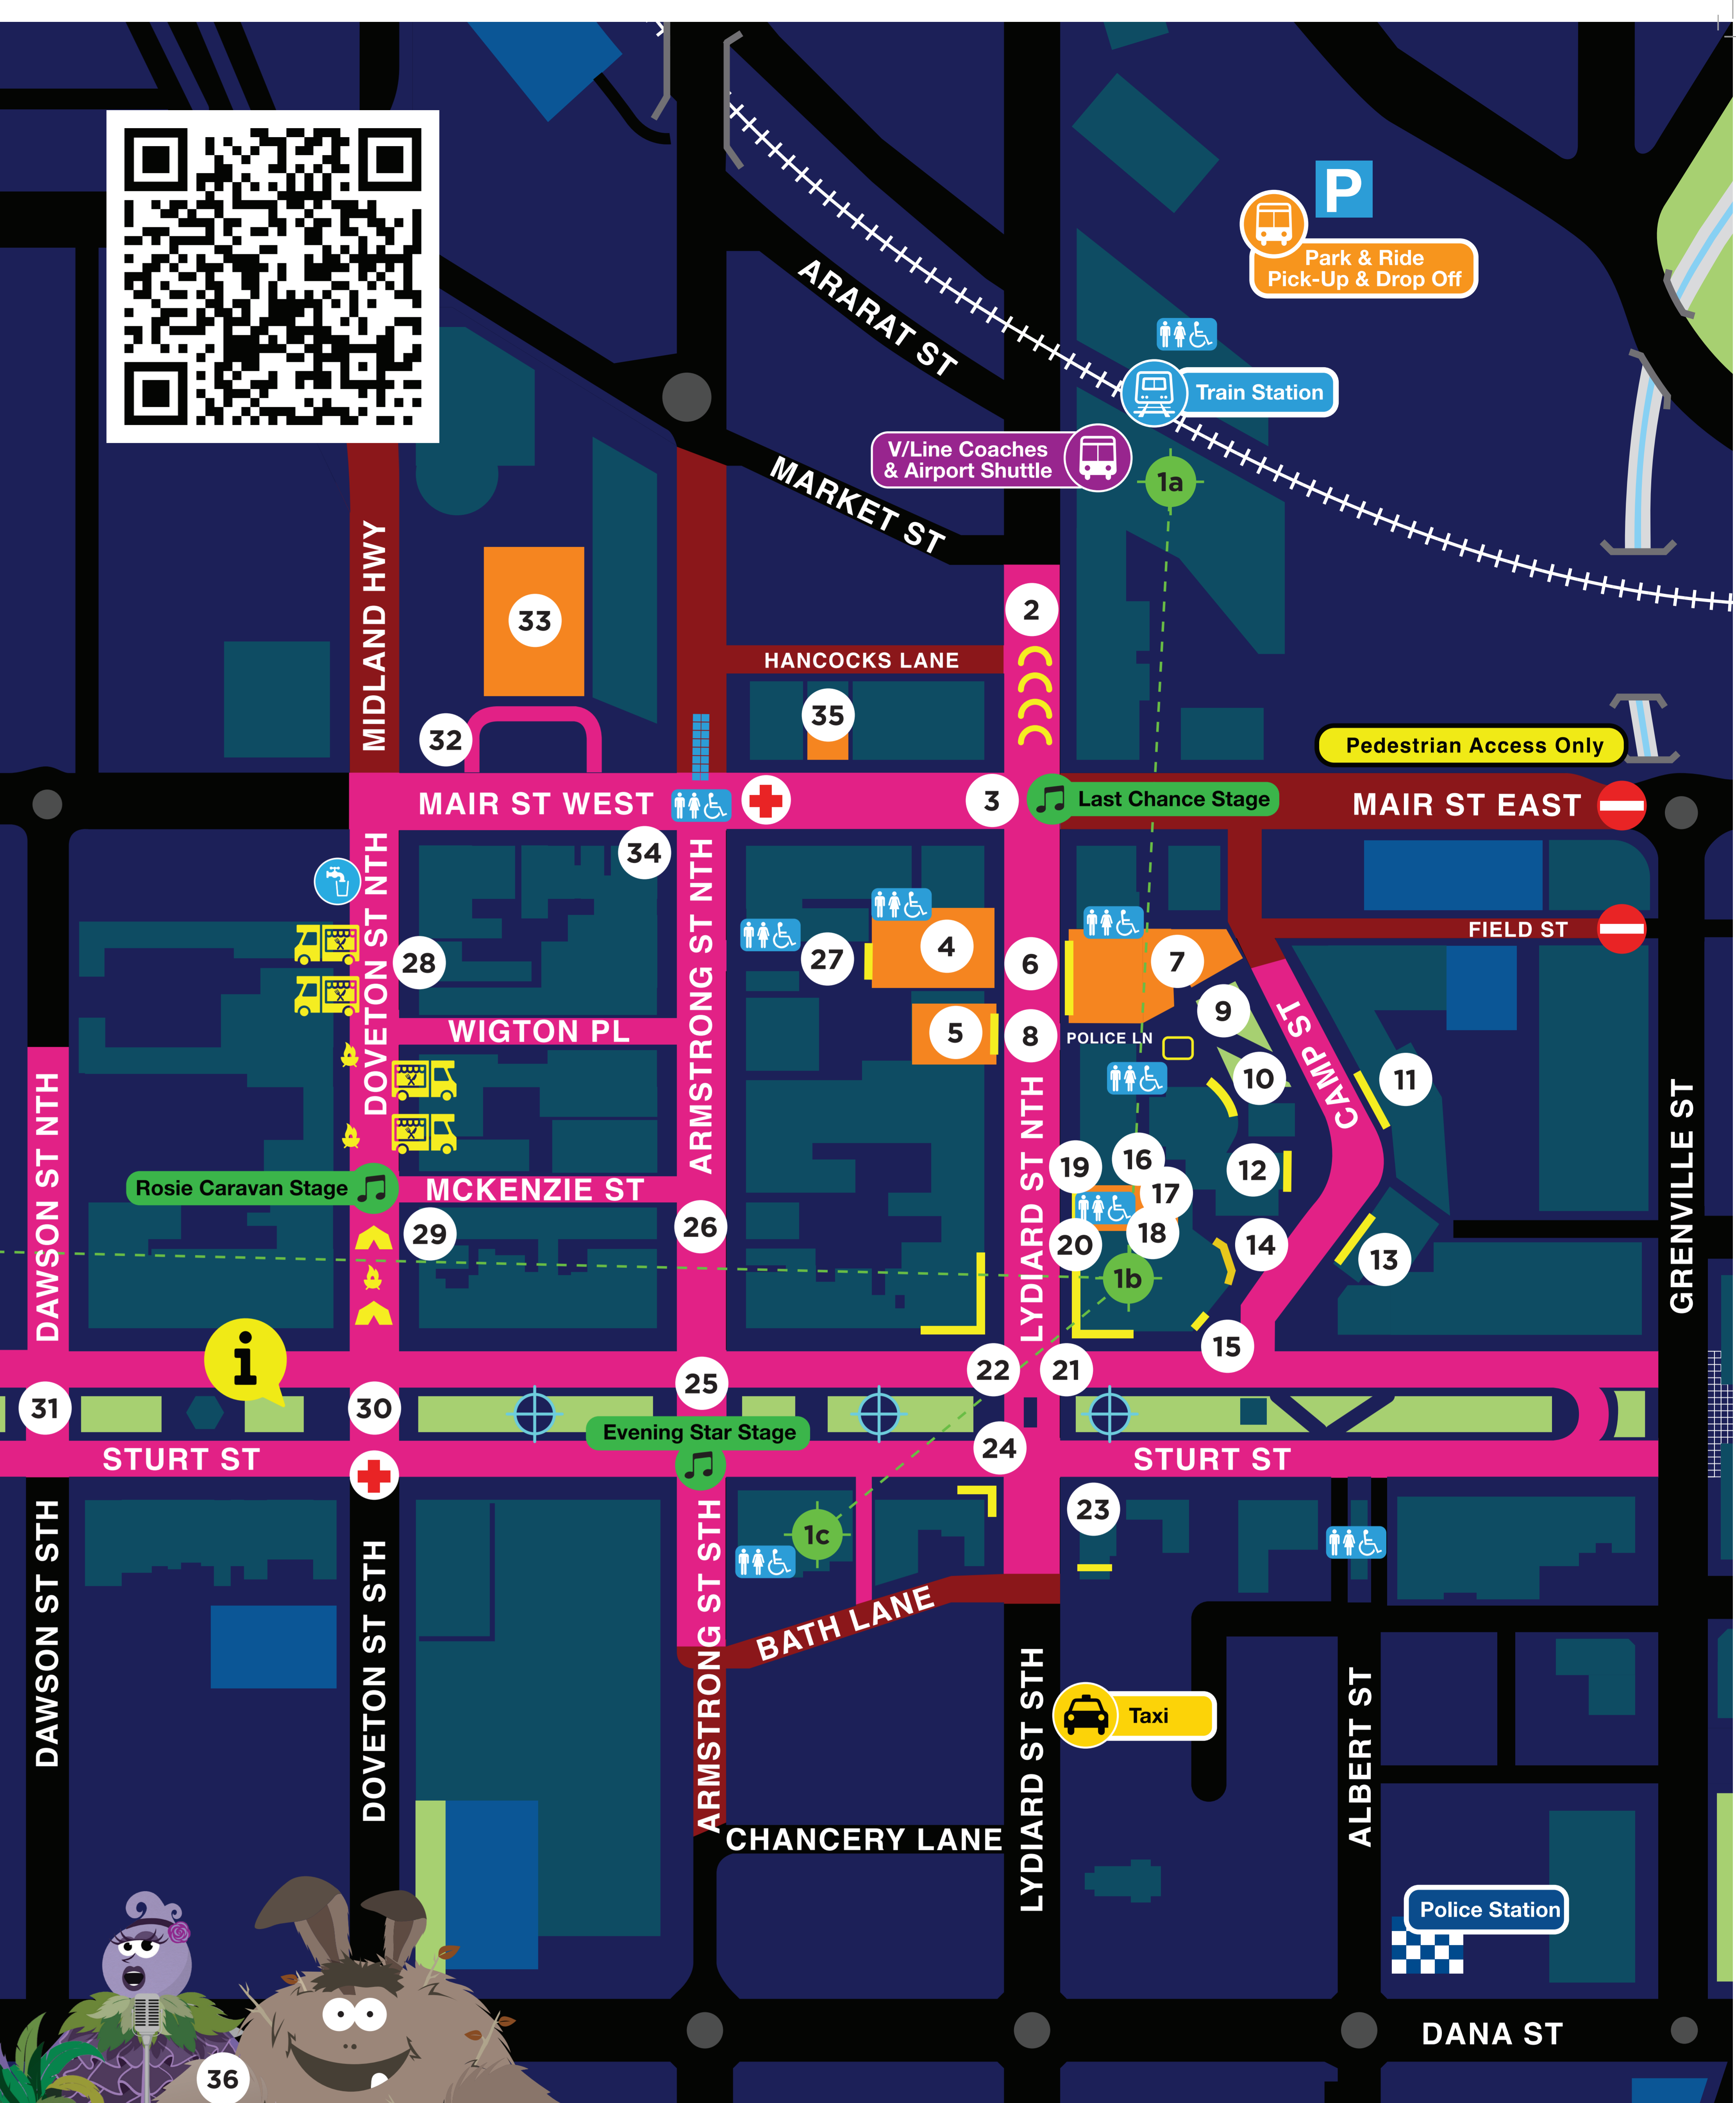 P
Park & Ride
Pick-Up & Drop Off
ARARAT ST
Train Station
V/Line Coaches
& Airport Shuttle
1a
MARKET ST
MIDLAND HWY
33
2
HANCOCKS LANE
35
32
Pedestrian Access Only
MAIR ST WEST
3
Last Chance Stage
MAIR ST EAST
34
DOVETON ST NTH
ARMSTRONG ST NTH
28
27
4
6
7
FIELD ST
9
WIGTON PL
5
8
POLICE LN
CAMP ST
10
11
DAWSON ST NTH
LYDIARD ST NTH
GRENVILLE ST
19
16
12
Rosie Caravan Stage
MCKENZIE ST
17
29
26
20
18
14
13
1b
i
15
22
21
25
31
30
Evening Star Stage
24
STURT ST
STURT ST
23
1c
DAWSON ST STH
DOVETON ST STH
ARMSTRONG ST STH
BATH LANE
LYDIARD ST STH
Taxi
ALBERT ST
CHANCERY LANE
Police Station
DANA ST
36